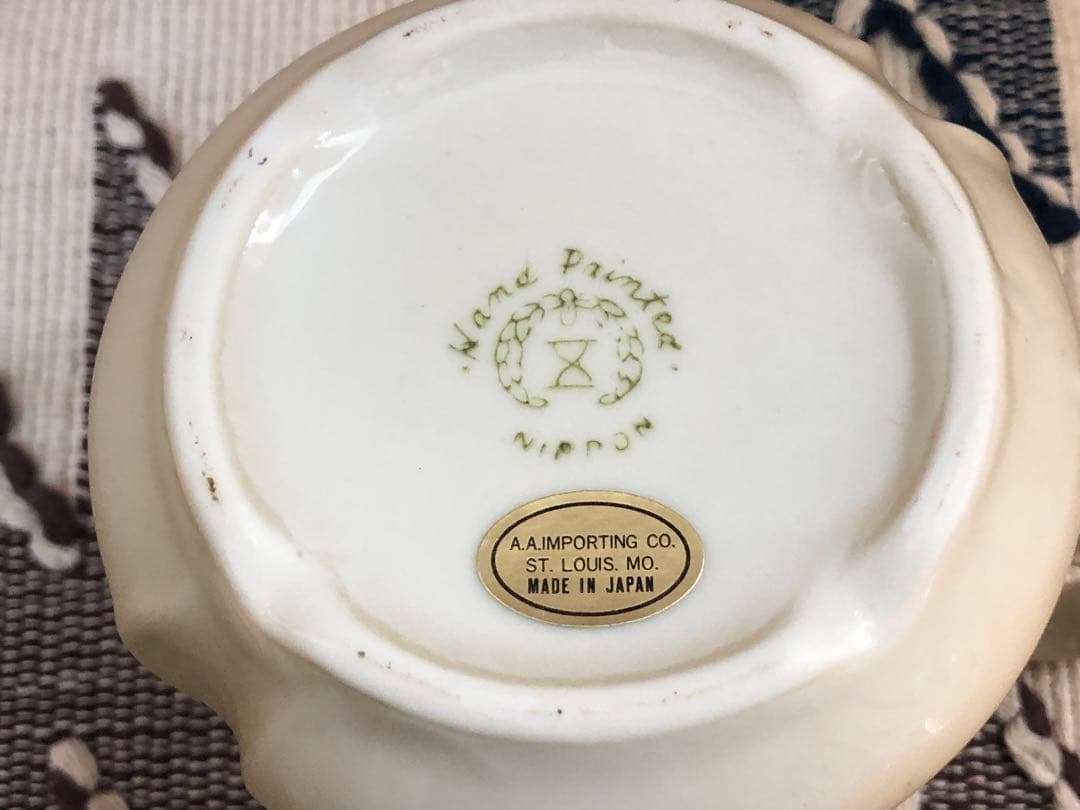 Hand Painted
NIPPON
A.A.IMPORTING CO.
ST. LOUIS. MO.
MADE IN JAPAN